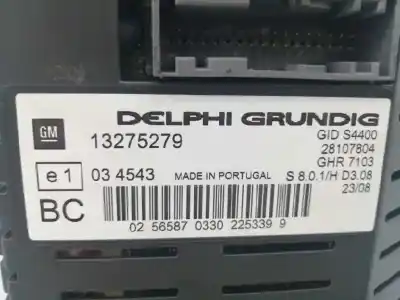 DELPHI GRUNDIG
GM 13275279 GID S4400
28107804
GHR 7103
e1 03 4543 MADE IN PORTUGAL S 8.0.1/H D3.08
23/08
BC
02 56587 0330 225339 9